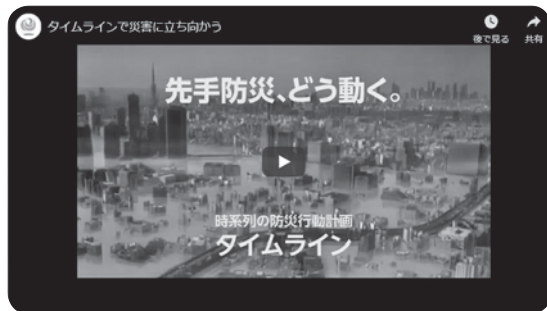 タイムラインで災害に立ち向かう
後で見る
共有
先手防災、どう動く。
時系列の防災行動計画
タイムライン